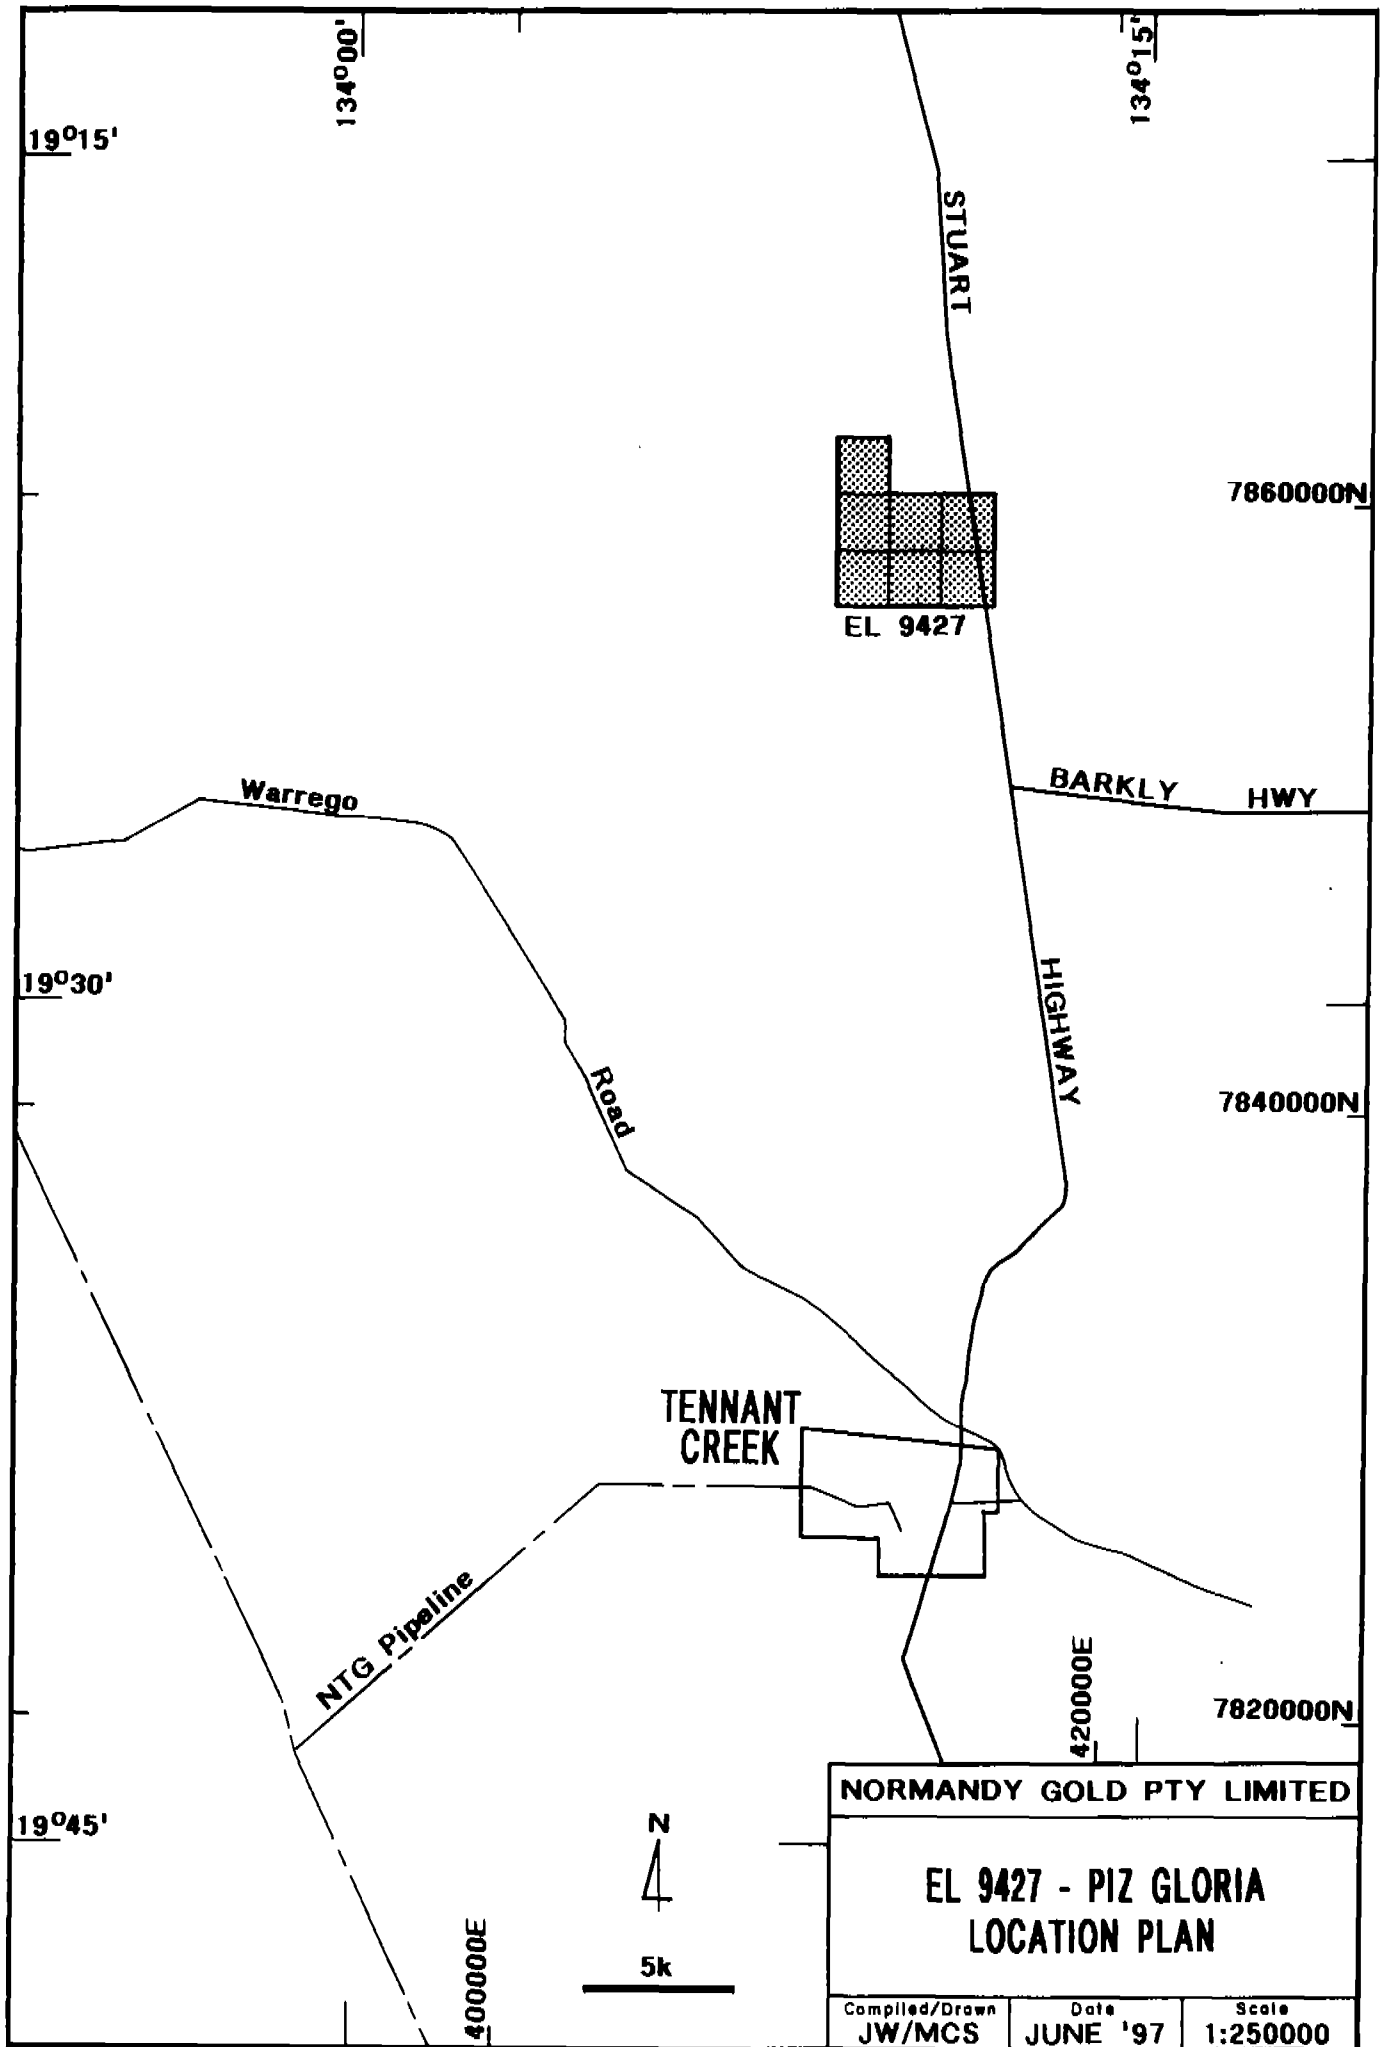 134°00'
134°15'
19°15'
STUART
7860000N
EL 9427
Warrego
BARKLY HWY
19°30'
HIGHWAY
Road
7840000N
TENNANT
CREEK
NTG Pipeline
420000E
7820000N
NORMANDY GOLD PTY LIMITED
19°45'
N
EL 9427 - PIZ GLORIA
LOCATION PLAN
400000E
5k
Compiled/Drawn
JW/MCS
Date
JUNE '97
Scale
1:250000